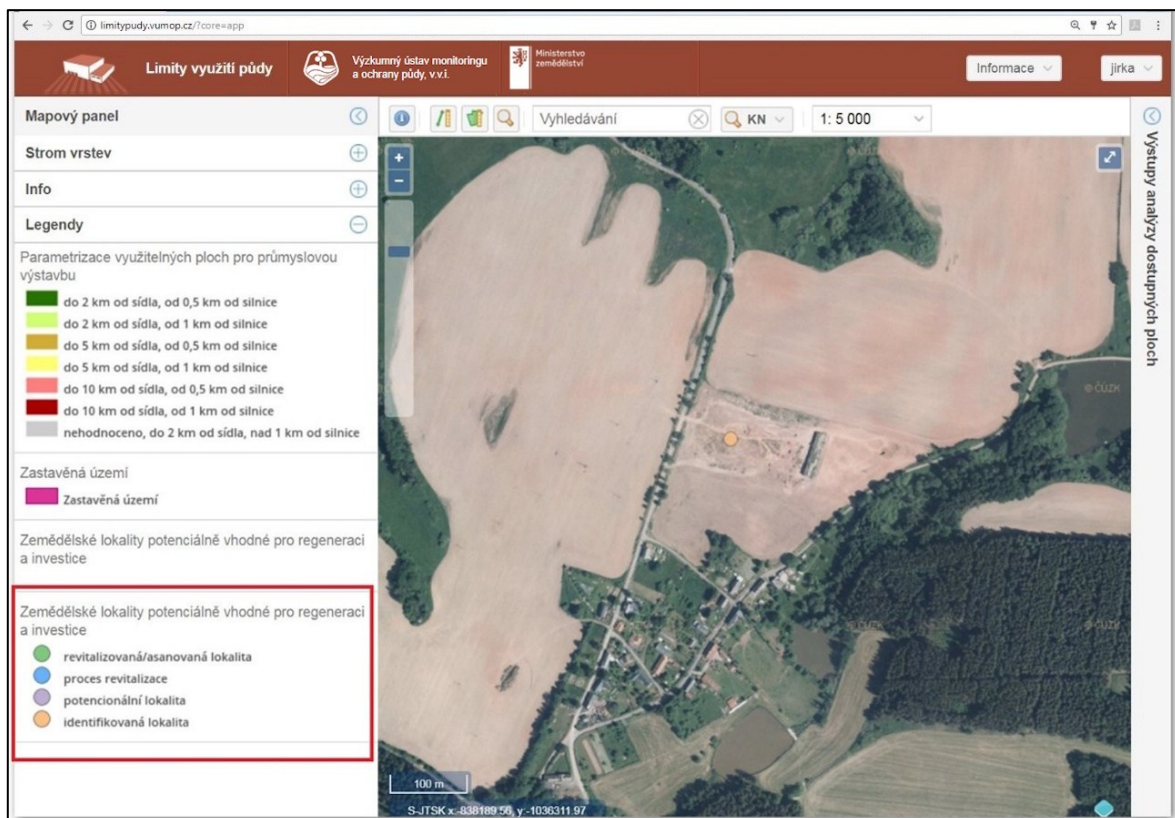 limitypudy.vumop.cz/?core=app
Limity využití půdy
Výzkumný ústav monitoringu
a ochrany půdy, v.v.i.
Ministerstvo
zemědělství
Informace
jirka
Mapový panel
Vyhledávání
KN
1: 5 000
Strom vrstev
Info
Legendy
Parametrizace využitelných ploch pro průmyslovou
výstavbu
do 2 km od sídla, od 0,5 km od silnice
do 2 km od sídla, od 1 km od silnice
do 5 km od sídla, od 0,5 km od silnice
do 5 km od sídla, od 1 km od silnice
do 10 km od sídla, od 0,5 km od silnice
do 10 km od sídla, od 1 km od silnice
nehodnoceno, do 2 km od sídla, nad 1 km od silnice
Zastavěná území
Zastavěná území
Zemědělské lokality potenciálně vhodné pro regeneraci
a investice
Zemědělské lokality potenciálně vhodné pro regeneraci
a investice
revitalizovaná/asanovaná lokalita
proces revitalizace
potencionální lokalita
identifikovaná lokalita
+
−
© ČÚZK
© ČÚZK
100 m
S-JTSK x:-838189.56, y:-1036311.97
Výstupy analýzy dostupných ploch